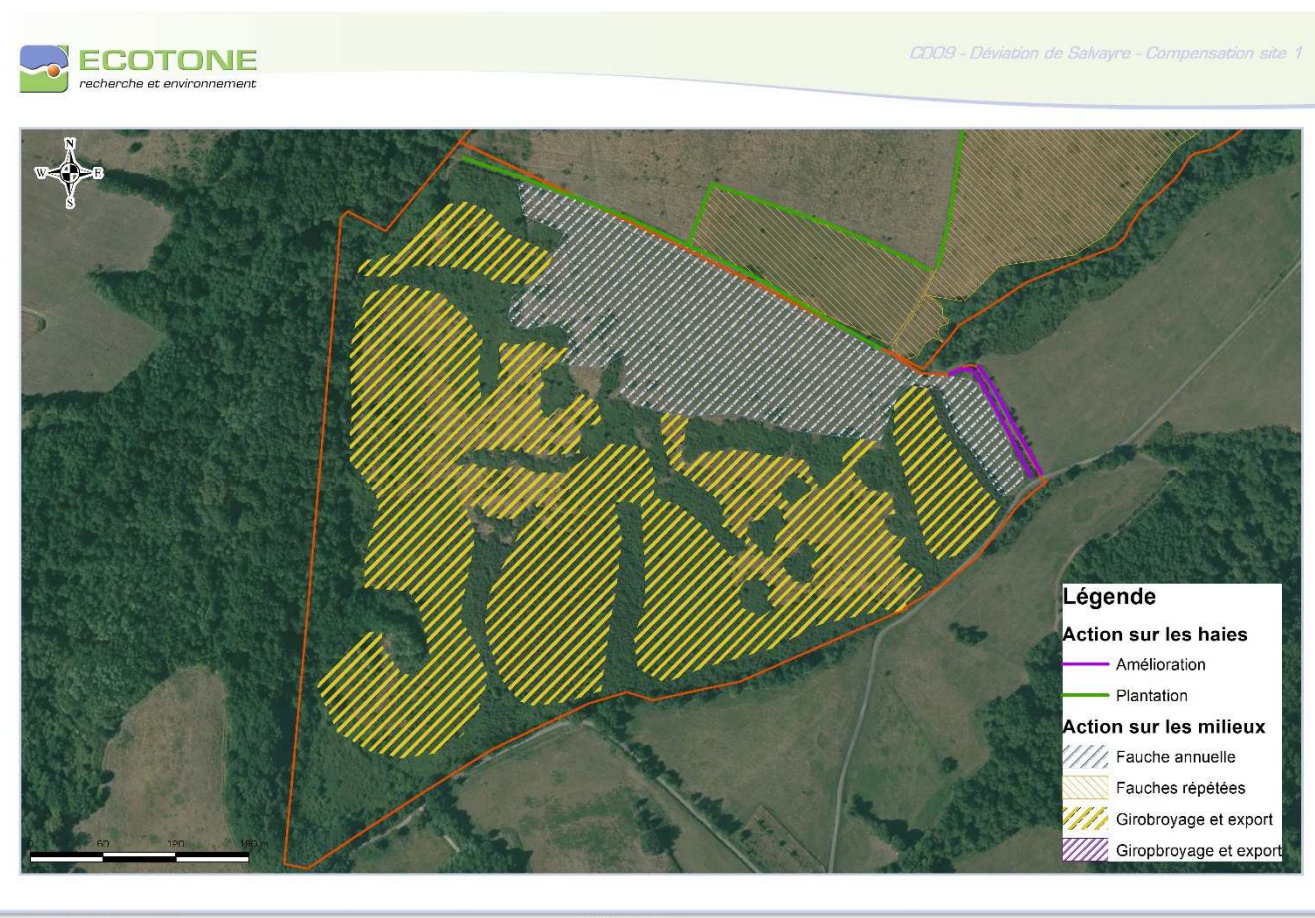 ECOTONE
recherche et environnement
CD09 - Déviation de Salvayre - Compensation site 1
N
W E
S
Légende
Action sur les haies
Amélioration
Plantation
Action sur les milieux
Fauche annuelle
Fauches répétées
Girobroyage et export
Giropbroyage et export
0 60 120 180 m